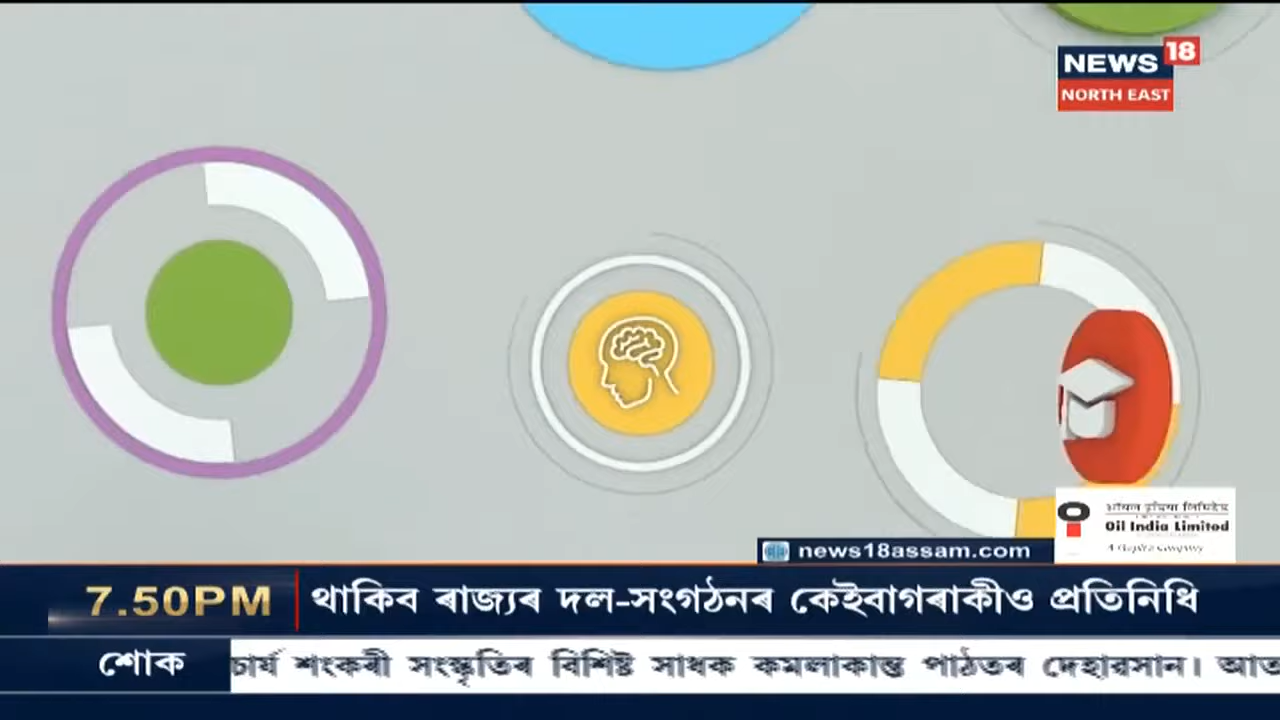 NEWS 18
NORTH EAST
Oil India Limited
news18assam.com
7.50PM
থাকিব ৰাজ্যৰ দল-সংগঠনৰ কেইবাগৰাকীও প্ৰতিনিধি
শোক
চাৰ্য শংকৰী সংস্কৃতিৰ বিশিষ্ট সাধক কমলাকান্ত পাঠকৰ দেহাৱসান। আত